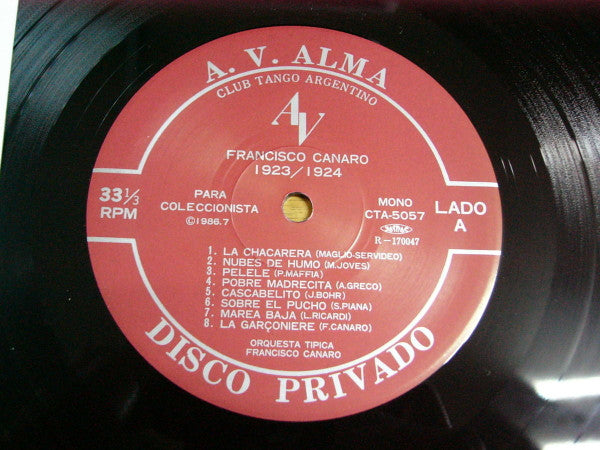 A. V. ALMA
CLUB TANGO ARGENTINO
AV
FRANCISCO CANARO
1923/1924
33 1/3
RPM
PARA
COLECCIONISTA
©1986.7
MONO
CTA-5057
R-170047
LADO
A
1. LA CHACARERA (MAGLIO-SERVIDEO)
2. NUBES DE HUMO (M.JOVES)
3. PELELE (P.MAFFIA)
4. POBRE MADRECITA (A.GRECO)
5. CASCABELITO (J.BOHR)
6. SOBRE EL PUCHO (S.PIANA)
7. MAREA BAJA (L.RICARDI)
8. LA GARÇONIERE (F.CANARO)
ORQUESTA TIPICA
FRANCISCO CANARO
DISCO PRIVADO